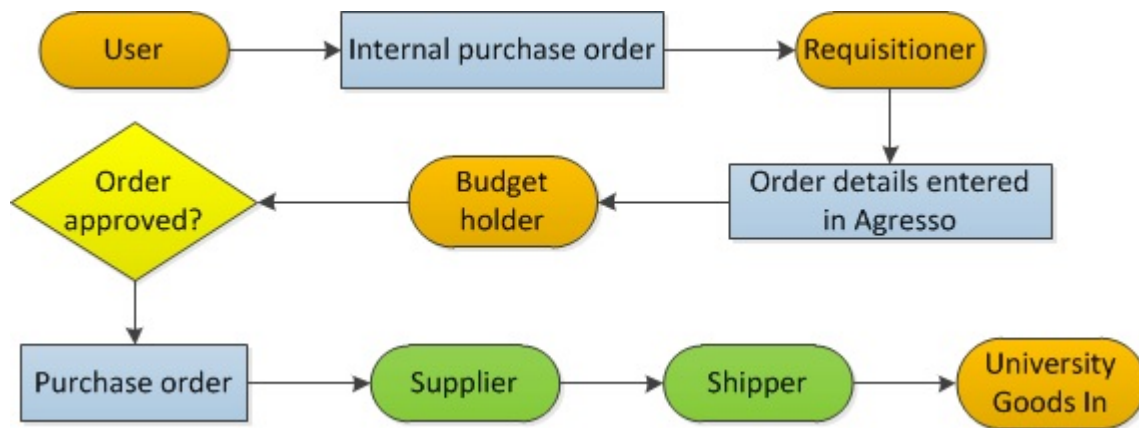 User
Internal purchase order
Requisitioner
Order details entered
in Agresso
Budget
holder
Order
approved?
Purchase order
Supplier
Shipper
University
Goods In